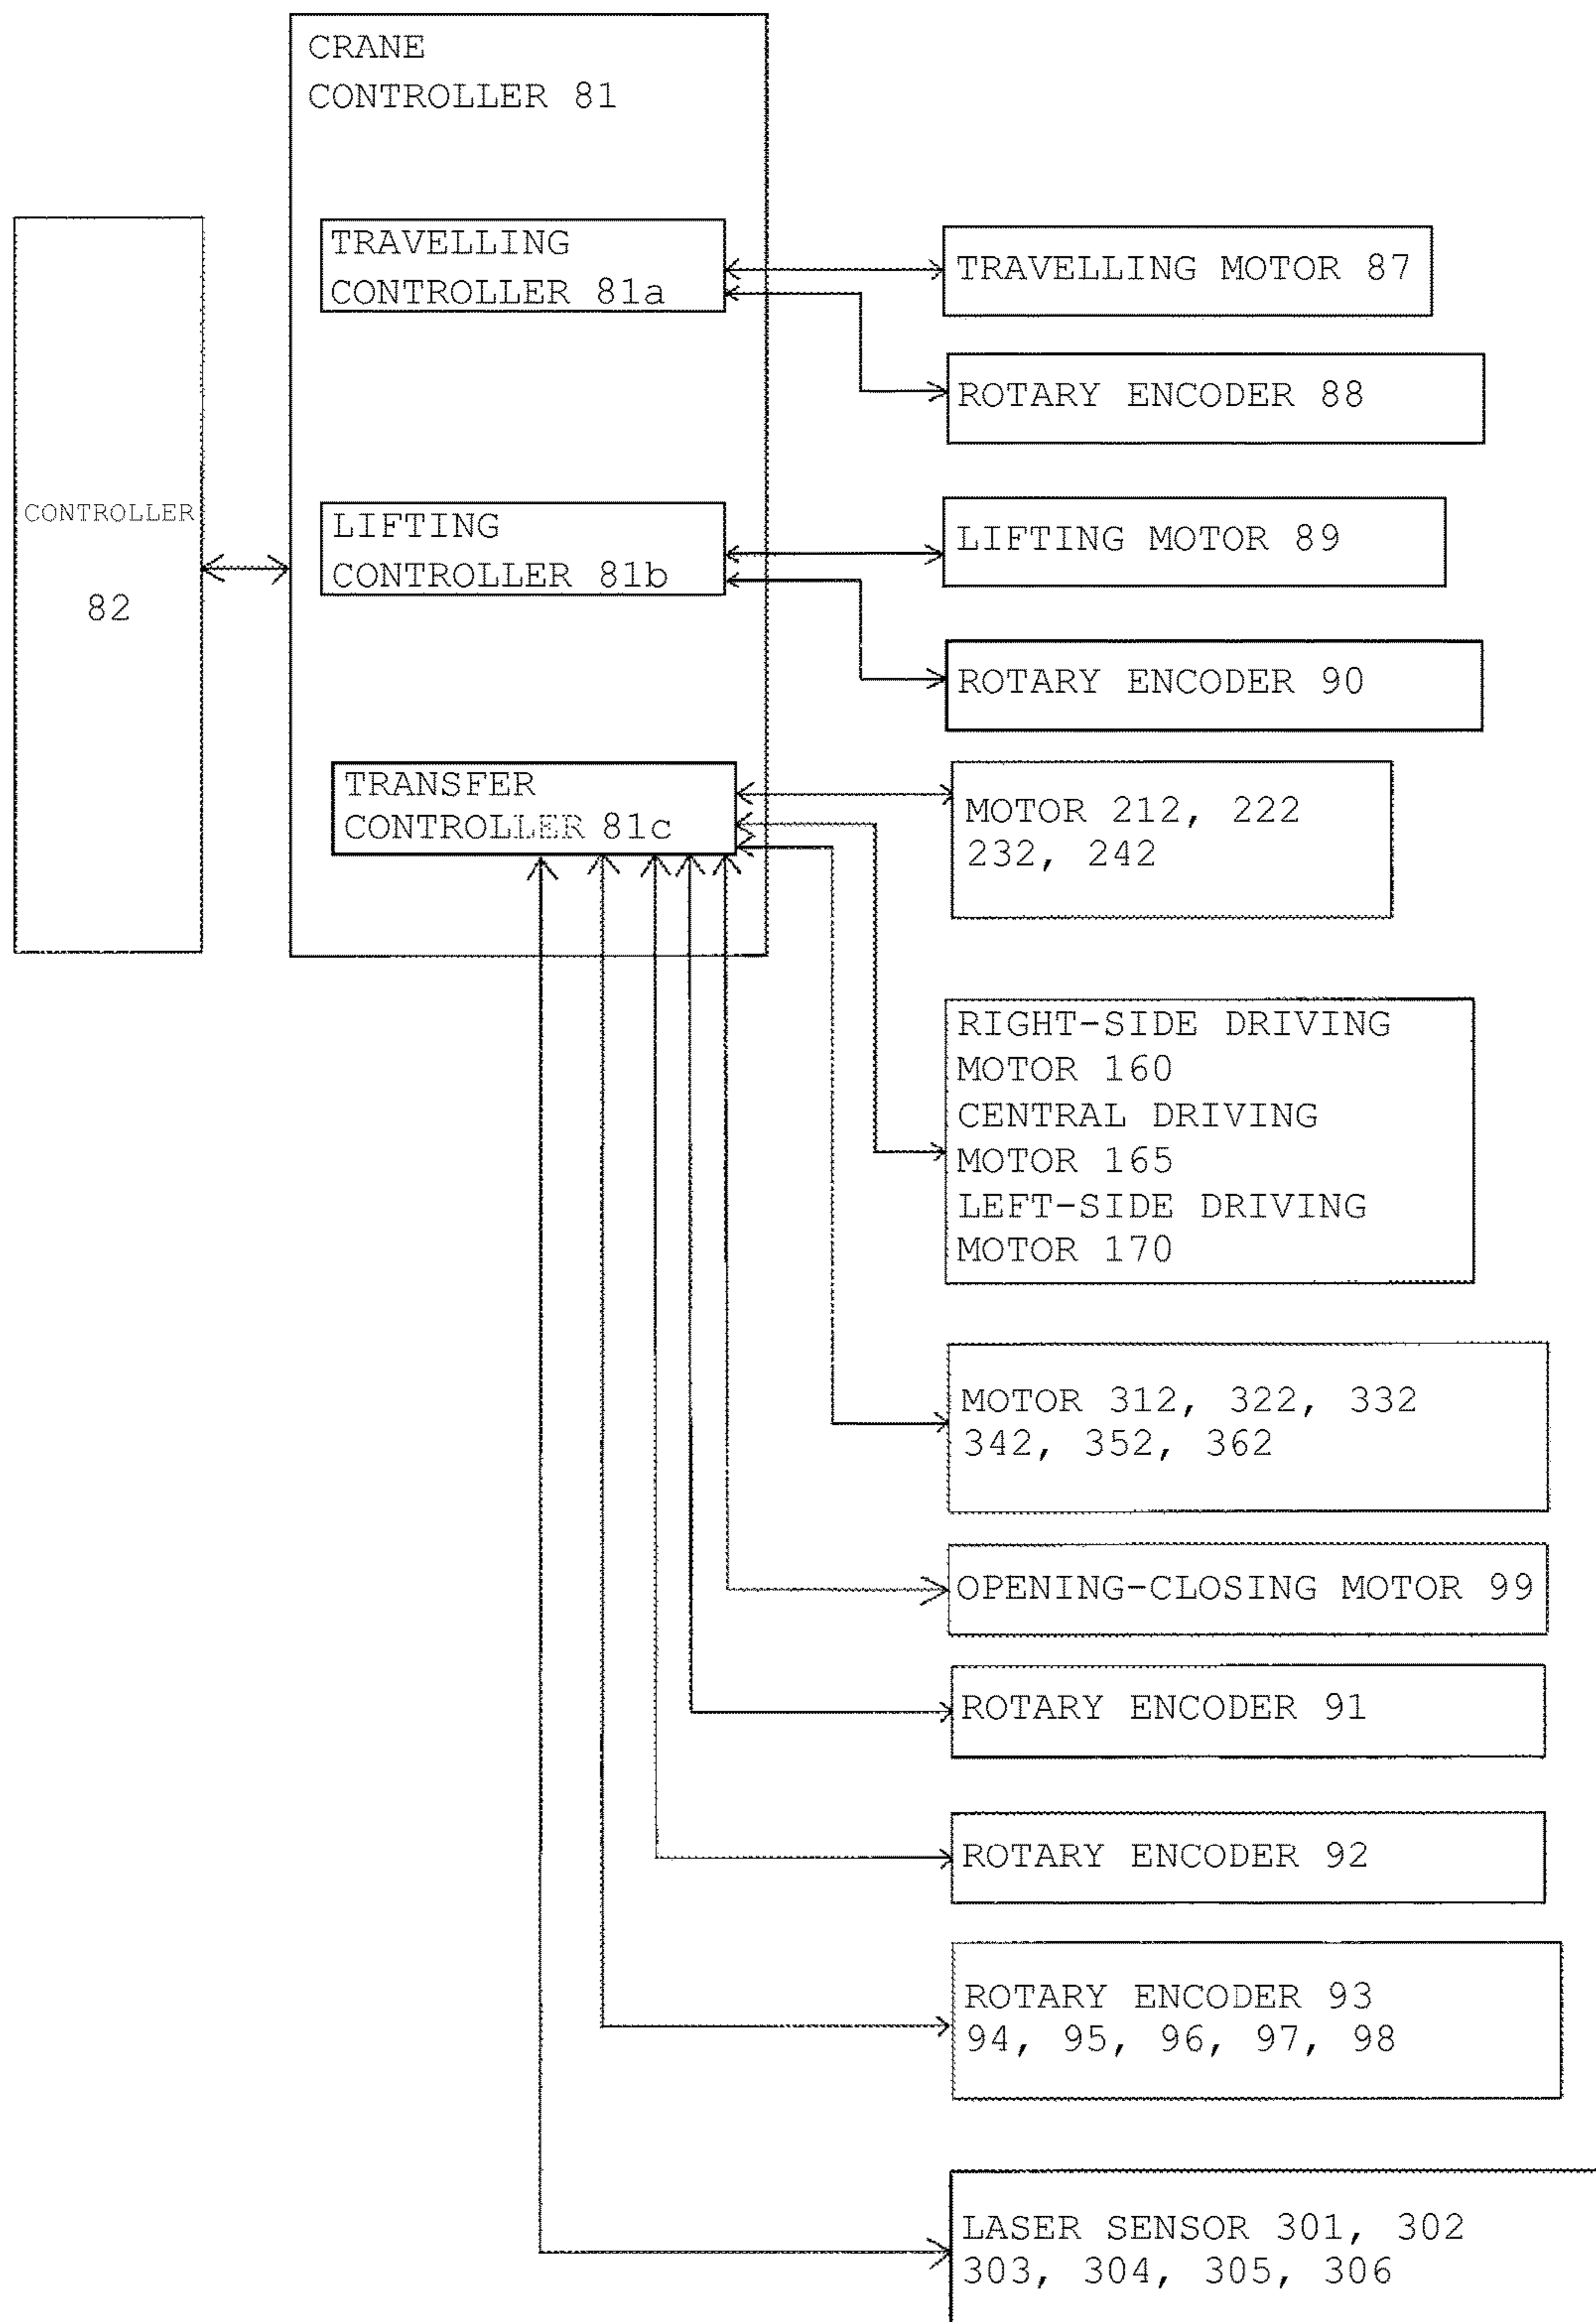 CRANE
CONTROLLER 81
CONTROLLER
82
TRAVELLING
CONTROLLER 81a
TRAVELLING MOTOR 87
ROTARY ENCODER 88
LIFTING
CONTROLLER 81b
LIFTING MOTOR 89
ROTARY ENCODER 90
TRANSFER
CONTROLLER 81c
MOTOR 212, 222
232, 242
RIGHT-SIDE DRIVING
MOTOR 160
CENTRAL DRIVING
MOTOR 165
LEFT-SIDE DRIVING
MOTOR 170
MOTOR 312, 322, 332
342, 352, 362
OPENING-CLOSING MOTOR 99
ROTARY ENCODER 91
ROTARY ENCODER 92
ROTARY ENCODER 93
94, 95, 96, 97, 98
LASER SENSOR 301, 302
303, 304, 305, 306